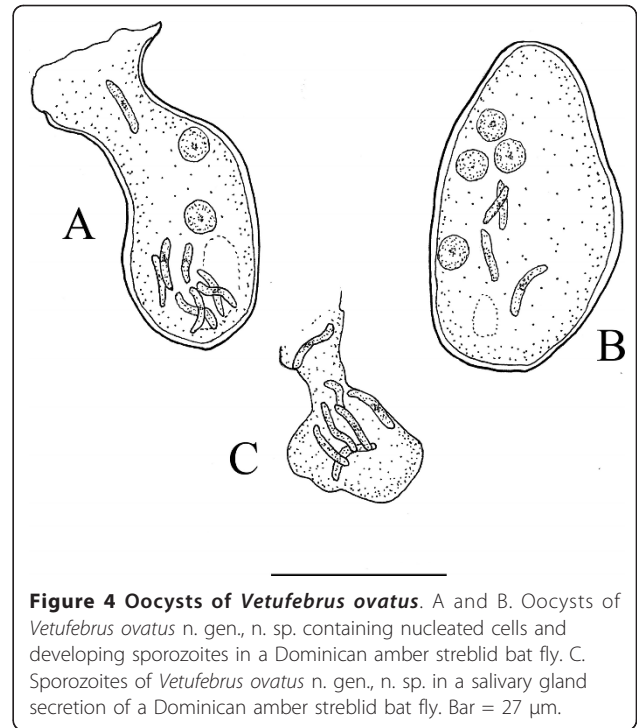 A
B
C
Figure 4 Oocysts of Vetufebrus ovatus. A and B. Oocysts of
Vetufebrus ovatus n. gen., n. sp. containing nucleated cells and
developing sporozoites in a Dominican amber streblid bat fly. C.
Sporozoites of Vetufebrus ovatus n. gen., n. sp. in a salivary gland
secretion of a Dominican amber streblid bat fly. Bar = 27 μm.